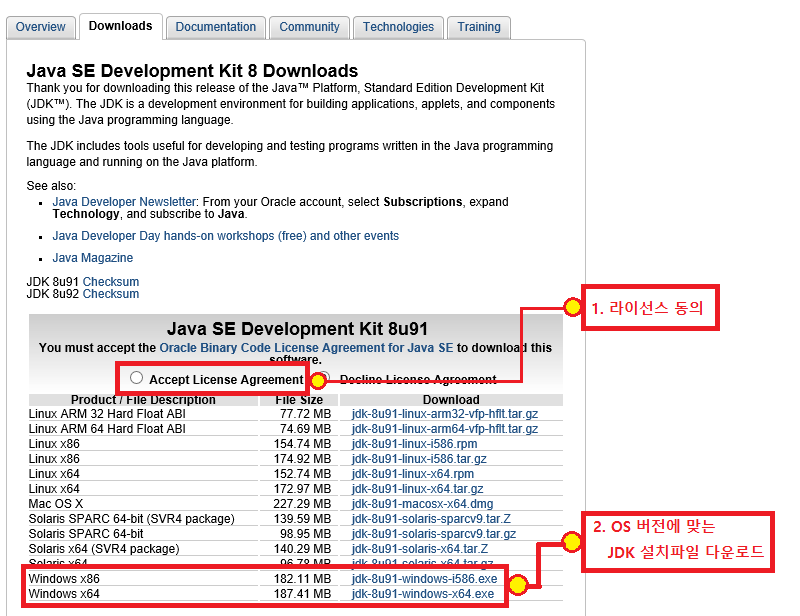 Overview Downloads Documentation Community Technologies Training
Java SE Development Kit 8 Downloads
Thank you for downloading this release of the Java™ Platform, Standard Edition Development Kit
(JDK™). The JDK is a development environment for building applications, applets, and components
using the Java programming language.
The JDK includes tools useful for developing and testing programs written in the Java programming
language and running on the Java platform.
See also:
Java Developer Newsletter: From your Oracle account, select Subscriptions, expand
Technology, and subscribe to Java.
Java Developer Day hands-on workshops (free) and other events
Java Magazine
JDK 8u91 Checksum
JDK 8u92 Checksum
1. 라이선스 동의
Java SE Development Kit 8u91
You must accept the Oracle Binary Code License Agreement for Java SE to download this
software.
Accept License Agreement Decline License Agreement
Product / File Description File Size Download
Linux ARM 32 Hard Float ABI 77.72 MB jdk-8u91-linux-arm32-vfp-hflt.tar.gz
Linux ARM 64 Hard Float ABI 74.69 MB jdk-8u91-linux-arm64-vfp-hflt.tar.gz
Linux x86 154.74 MB jdk-8u91-linux-i586.rpm
Linux x86 174.92 MB jdk-8u91-linux-i586.tar.gz
Linux x64 152.74 MB jdk-8u91-linux-x64.rpm
Linux x64 172.97 MB jdk-8u91-linux-x64.tar.gz
Mac OS X 227.29 MB jdk-8u91-macosx-x64.dmg
Solaris SPARC 64-bit (SVR4 package) 139.59 MB jdk-8u91-solaris-sparcv9.tar.Z
Solaris SPARC 64-bit 98.95 MB jdk-8u91-solaris-sparcv9.tar.gz
Solaris x64 (SVR4 package) 140.29 MB jdk-8u91-solaris-x64.tar.Z
Solaris x64 96.78 MB jdk-8u91-solaris-x64.tar.gz
Windows x86 182.11 MB jdk-8u91-windows-i586.exe
Windows x64 187.41 MB jdk-8u91-windows-x64.exe
2. OS 버전에 맞는
JDK 설치파일 다운로드